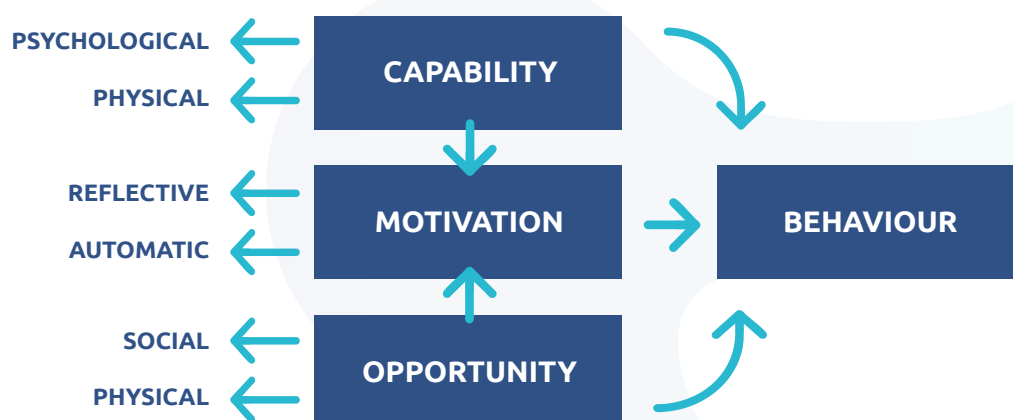 PSYCHOLOGICAL
PHYSICAL
CAPABILITY
REFLECTIVE
AUTOMATIC
MOTIVATION
BEHAVIOUR
SOCIAL
PHYSICAL
OPPORTUNITY